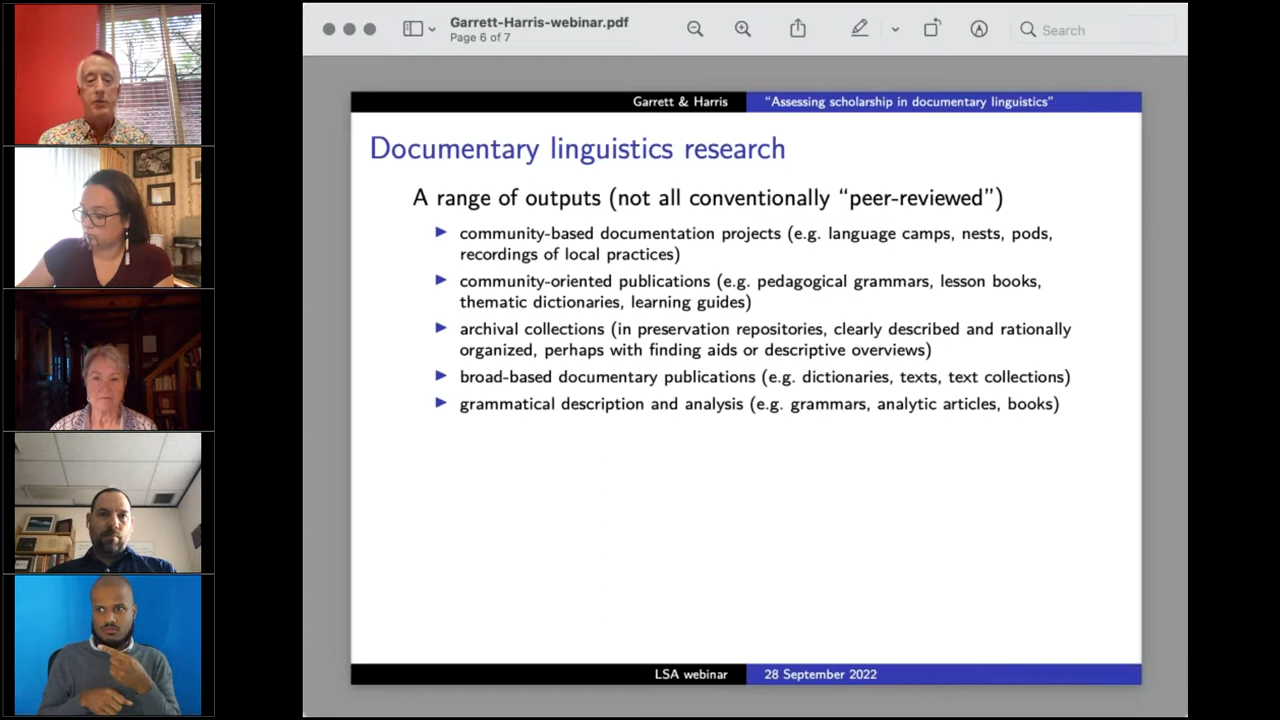 Garrett-Harris-webinar.pdf
Page 6 of 7
Search
Garrett & Harris
“Assessing scholarship in documentary linguistics”
Documentary linguistics research
A range of outputs (not all conventionally “peer-reviewed”)
community-based documentation projects (e.g. language camps, nests, pods,
recordings of local practices)
community-oriented publications (e.g. pedagogical grammars, lesson books,
thematic dictionaries, learning guides)
archival collections (in preservation repositories, clearly described and rationally
organized, perhaps with finding aids or descriptive overviews)
broad-based documentary publications (e.g. dictionaries, texts, text collections)
grammatical description and analysis (e.g. grammars, analytic articles, books)
LSA webinar
28 September 2022